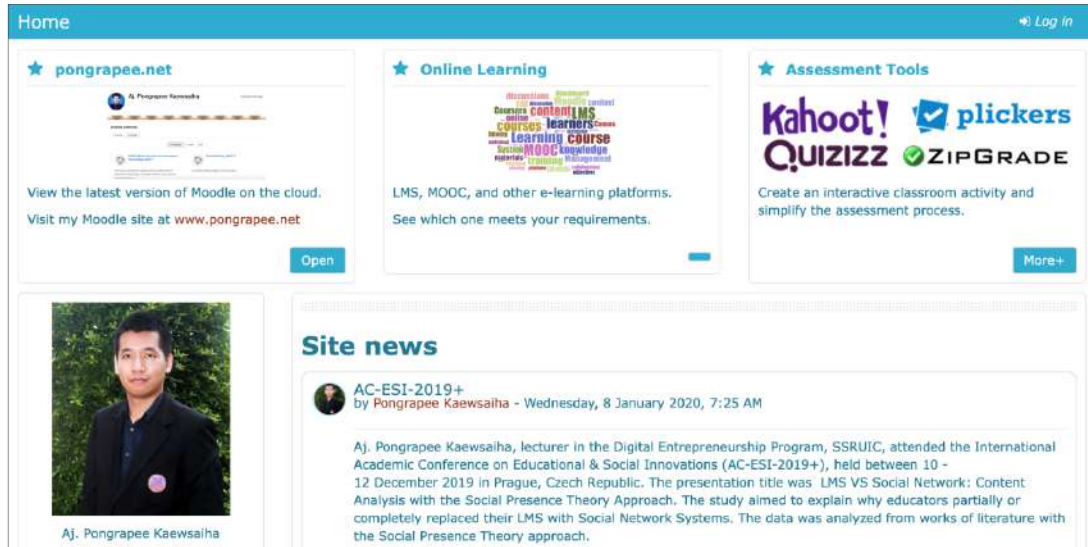 Home
Log in
pongrapee.net
Aj. Pongrapee Kaewsaiha
View the latest version of Moodle on the cloud.
Visit my Moodle site at www.pongrapee.net
Open
Online Learning
discussions
Moodle content
Courses content LMS
online
courses learners
Learning course
System MOOC knowledge
materials training Management
LMS, MOOC, and other e-learning platforms.
See which one meets your requirements.
Assessment Tools
Kahoot! plickers
QUIZIZZ ZIPGRADE
Create an interactive classroom activity and
simplify the assessment process.
More+
Aj. Pongrapee Kaewsaiha
Site news
AC-ESI-2019+
by Pongrapee Kaewsaiha - Wednesday, 8 January 2020, 7:25 AM
Aj. Pongrapee Kaewsaiha, lecturer in the Digital Entrepreneurship Program, SSRUIC, attended the International
Academic Conference on Educational & Social Innovations (AC-ESI-2019+), held between 10 -
12 December 2019 in Prague, Czech Republic. The presentation title was LMS VS Social Network: Content
Analysis with the Social Presence Theory Approach. The study aimed to explain why educators partially or
completely replaced their LMS with Social Network Systems. The data was analyzed from works of literature with
the Social Presence Theory approach.